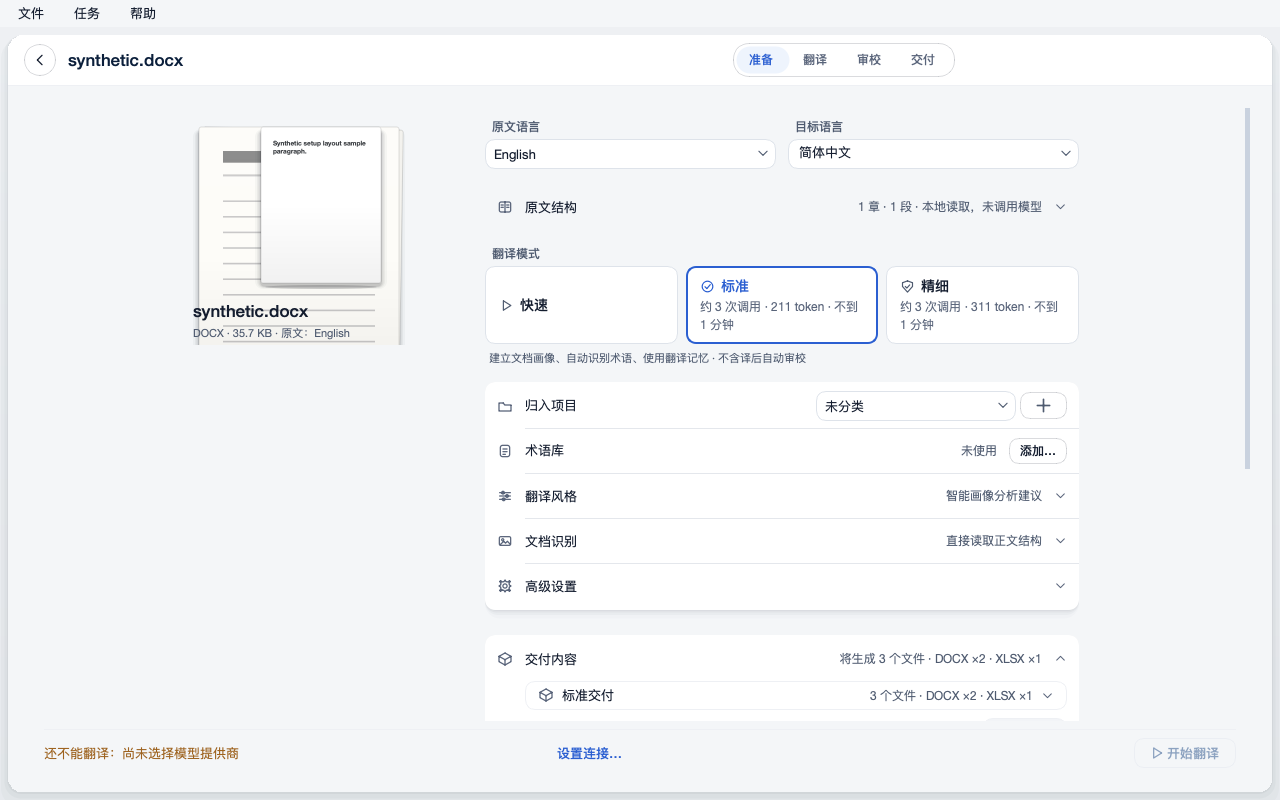 文件 任务 帮助
synthetic.docx
准备 翻译 审校 交付
Synthetic setup layout sample
paragraph.
synthetic.docx
DOCX · 35.7 KB · 原文：English
原文语言 目标语言
English 简体中文
原文结构 1 章 · 1 段 · 本地读取，未调用模型
翻译模式
快速
标准
约 3 次调用 · 211 token · 不到
1 分钟
精细
约 3 次调用 · 311 token · 不到
1 分钟
建立文档画像、自动识别术语、使用翻译记忆 · 不含译后自动审校
归入项目 未分类
术语库 未使用 添加...
翻译风格 智能画像分析建议
文档识别 直接读取正文结构
高级设置
交付内容 将生成 3 个文件 · DOCX ×2 · XLSX ×1
标准交付 3 个文件 · DOCX ×2 · XLSX ×1
还不能翻译：尚未选择模型提供商 设置连接... 开始翻译